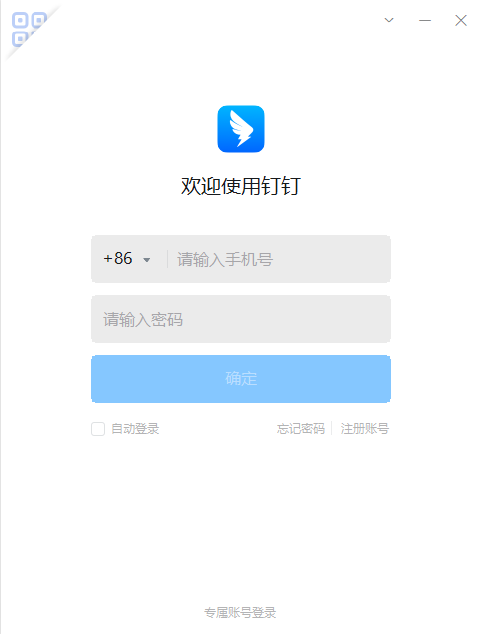 欢迎使用钉钉
+86 请输入手机号
请输入密码
确定
自动登录 忘记密码 注册账号
专属账号登录